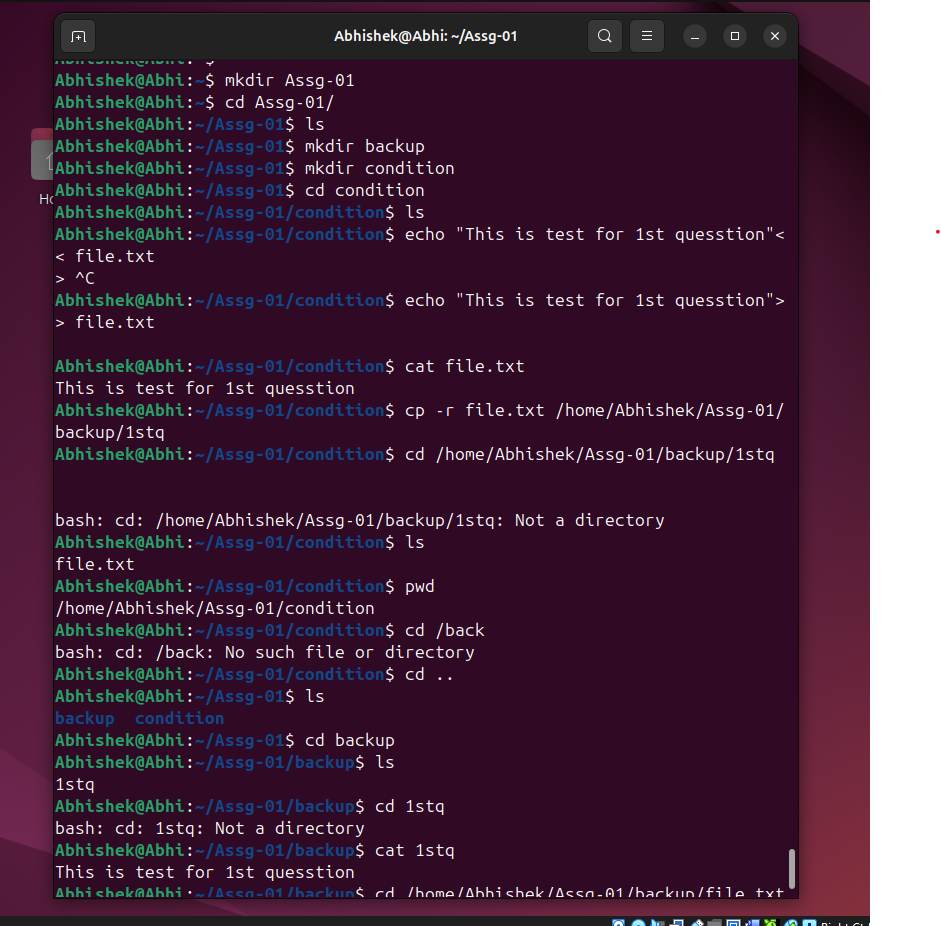 Abhishek@Abhi: ~/Assg-01
Abhishek@Abhi:~$
Abhishek@Abhi:~$ mkdir Assg-01
Abhishek@Abhi:~$ cd Assg-01/
Abhishek@Abhi:~/Assg-01$ ls
Abhishek@Abhi:~/Assg-01$ mkdir backup
Abhishek@Abhi:~/Assg-01$ mkdir condition
Abhishek@Abhi:~/Assg-01$ cd condition
Abhishek@Abhi:~/Assg-01/condition$ ls
Abhishek@Abhi:~/Assg-01/condition$ echo "This is test for 1st quesstion"<
< file.txt
> ^C
Abhishek@Abhi:~/Assg-01/condition$ echo "This is test for 1st quesstion">
> file.txt
Abhishek@Abhi:~/Assg-01/condition$ cat file.txt
This is test for 1st quesstion
Abhishek@Abhi:~/Assg-01/condition$ cp -r file.txt /home/Abhishek/Assg-01/
backup/1stq
Abhishek@Abhi:~/Assg-01/condition$ cd /home/Abhishek/Assg-01/backup/1stq
bash: cd: /home/Abhishek/Assg-01/backup/1stq: Not a directory
Abhishek@Abhi:~/Assg-01/condition$ ls
file.txt
Abhishek@Abhi:~/Assg-01/condition$ pwd
/home/Abhishek/Assg-01/condition
Abhishek@Abhi:~/Assg-01/condition$ cd /back
bash: cd: /back: No such file or directory
Abhishek@Abhi:~/Assg-01/condition$ cd ..
Abhishek@Abhi:~/Assg-01$ ls
backup  condition
Abhishek@Abhi:~/Assg-01$ cd backup
Abhishek@Abhi:~/Assg-01/backup$ ls
1stq
Abhishek@Abhi:~/Assg-01/backup$ cd 1stq
bash: cd: 1stq: Not a directory
Abhishek@Abhi:~/Assg-01/backup$ cat 1stq
This is test for 1st quesstion
Abhishek@Abhi:~/Assg-01/backup$ cd /home/Abhishek/Assg-01/backup/file.txt
Ho
Right Ct